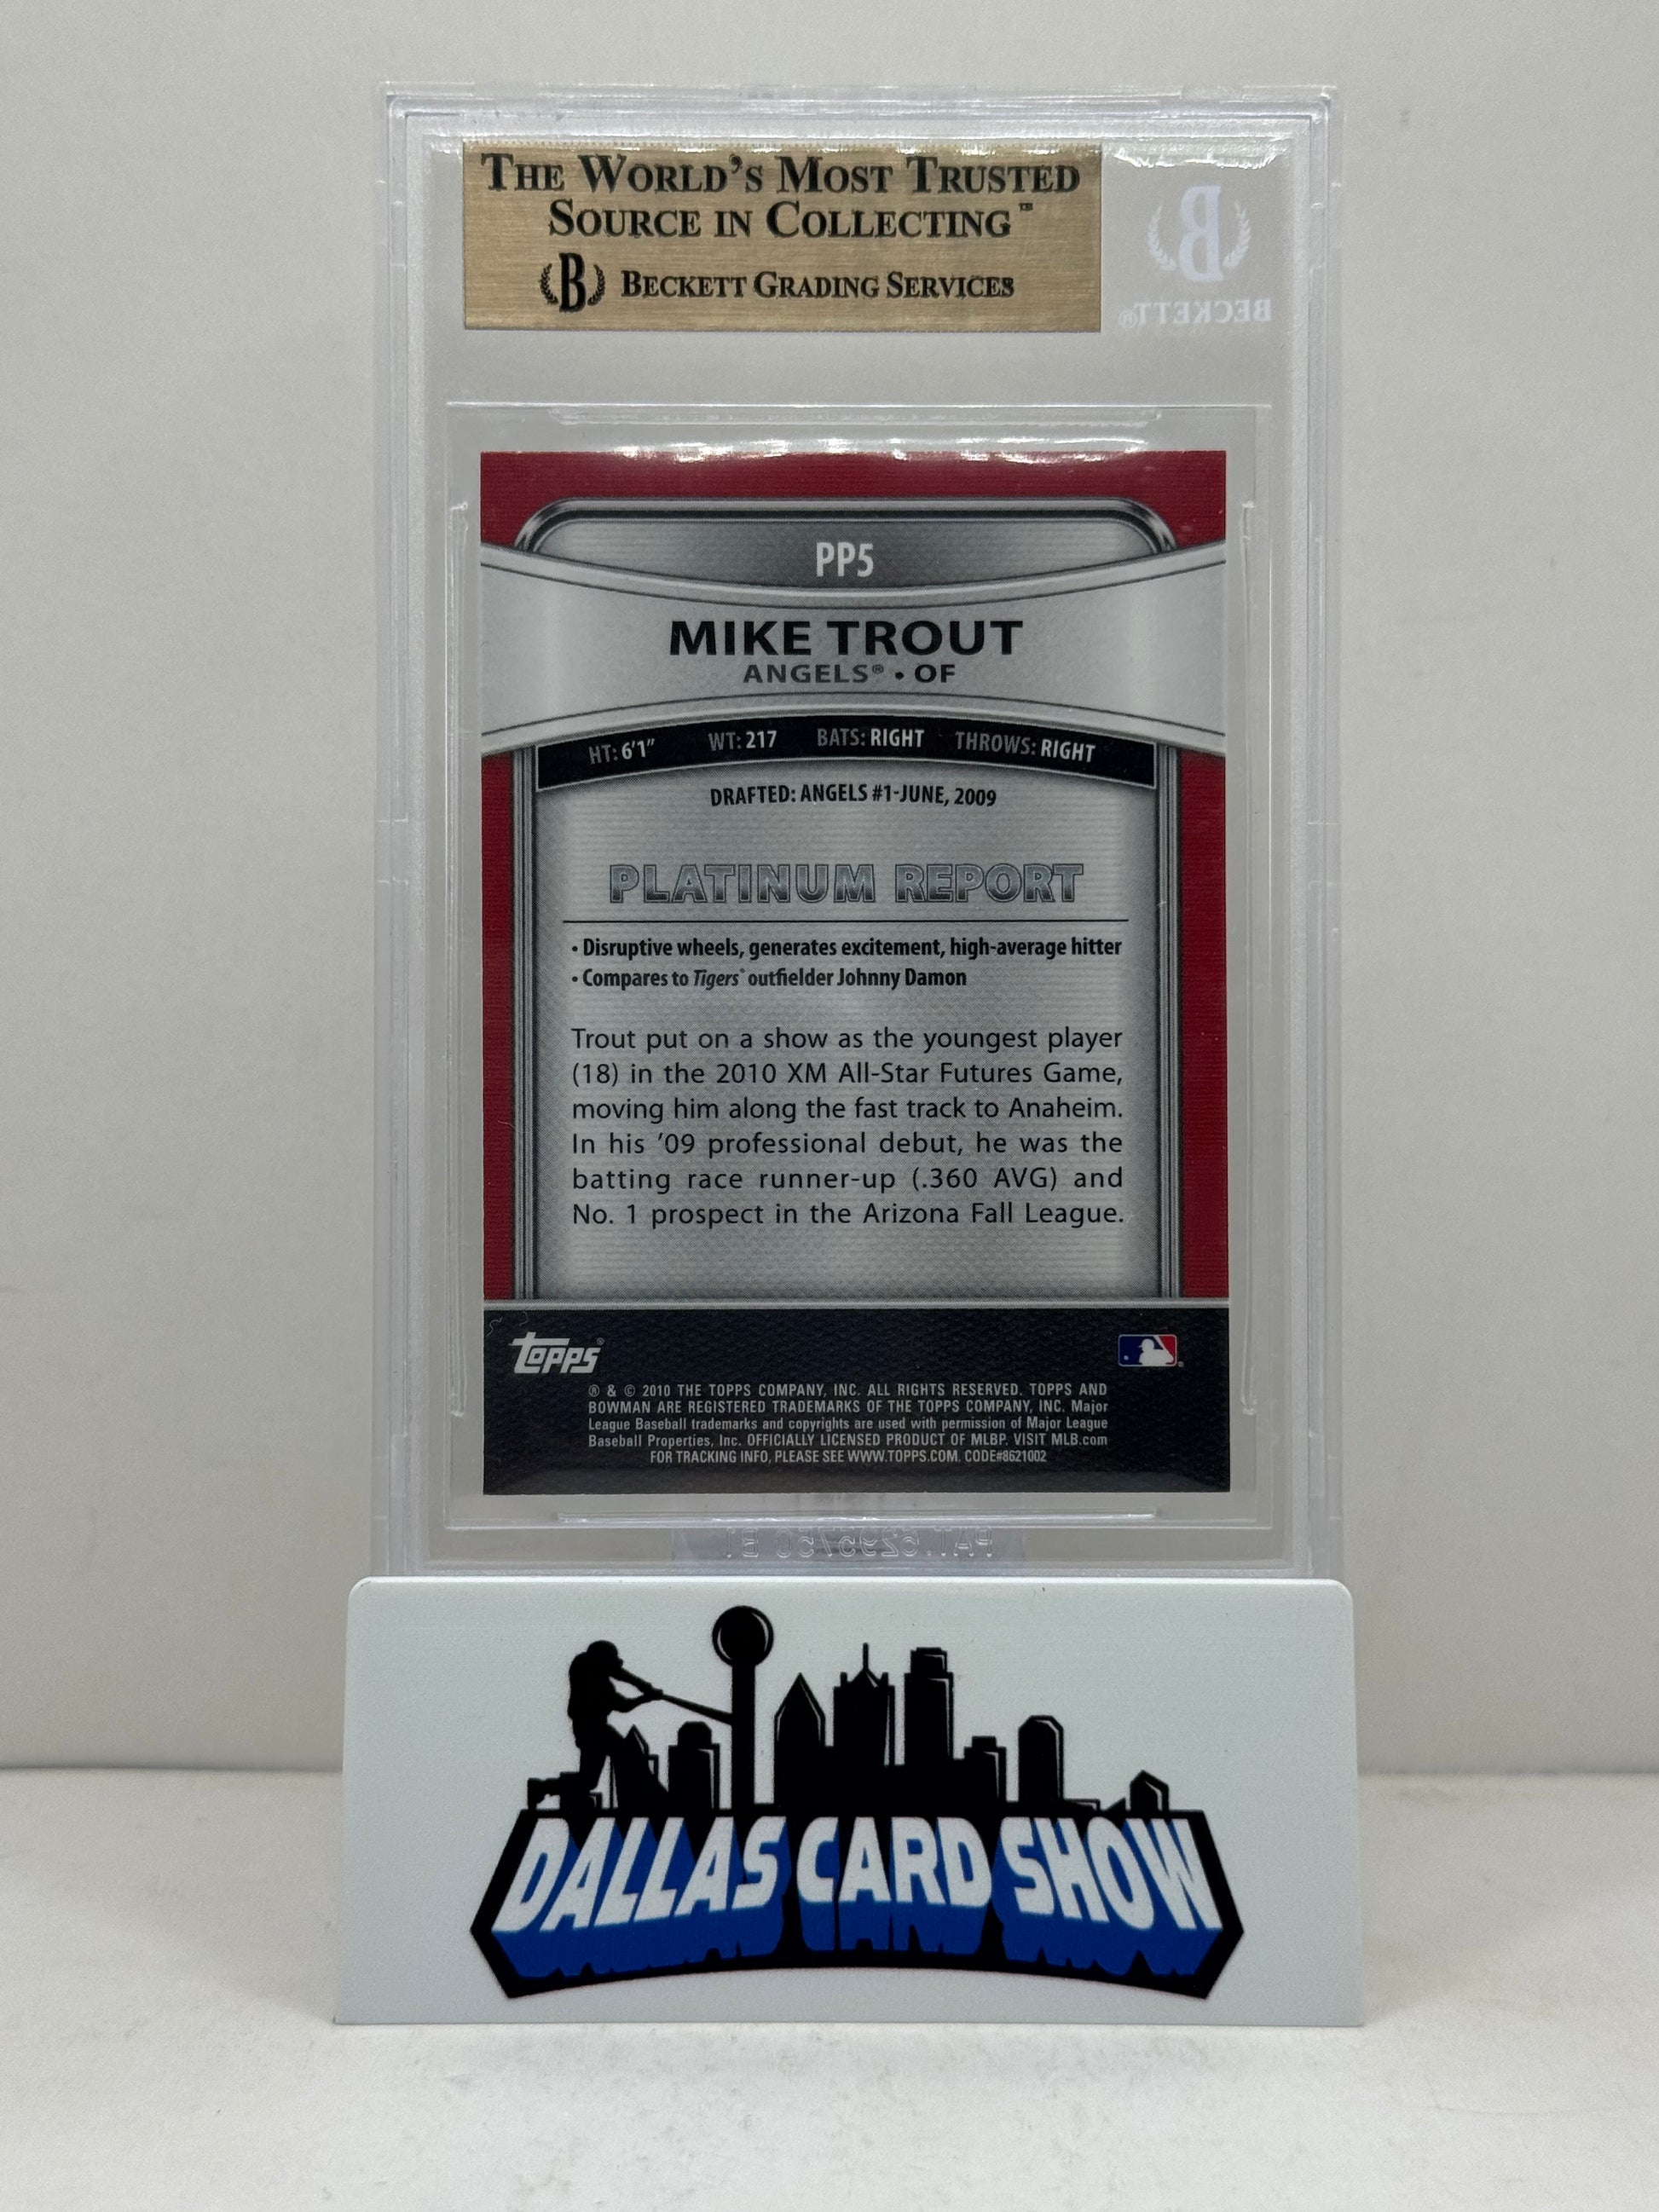 THE WORLD'S MOST TRUSTED
SOURCE IN COLLECTING™
B BECKETT GRADING SERVICES
B
BECKETT®
PP5
MIKE TROUT
ANGELS® • OF
HT: 6'1" WT: 217 BATS: RIGHT THROWS: RIGHT
DRAFTED: ANGELS #1-JUNE, 2009
PLATINUM REPORT
• Disruptive wheels, generates excitement, high-average hitter
• Compares to Tigers® outfielder Johnny Damon
Trout put on a show as the youngest player
(18) in the 2010 XM All-Star Futures Game,
moving him along the fast track to Anaheim.
In his '09 professional debut, he was the
batting race runner-up (.360 AVG) and
No. 1 prospect in the Arizona Fall League.
topps®
® & © 2010 THE TOPPS COMPANY, INC. ALL RIGHTS RESERVED. TOPPS AND
BOWMAN ARE REGISTERED TRADEMARKS OF THE TOPPS COMPANY, INC. Major
League Baseball trademarks and copyrights are used with permission of Major League
Baseball Properties, Inc. OFFICIALLY LICENSED PRODUCT OF MLBP. VISIT MLB.com
FOR TRACKING INFO, PLEASE SEE WWW.TOPPS.COM. CODE#8621002
DALLAS CARD SHOW